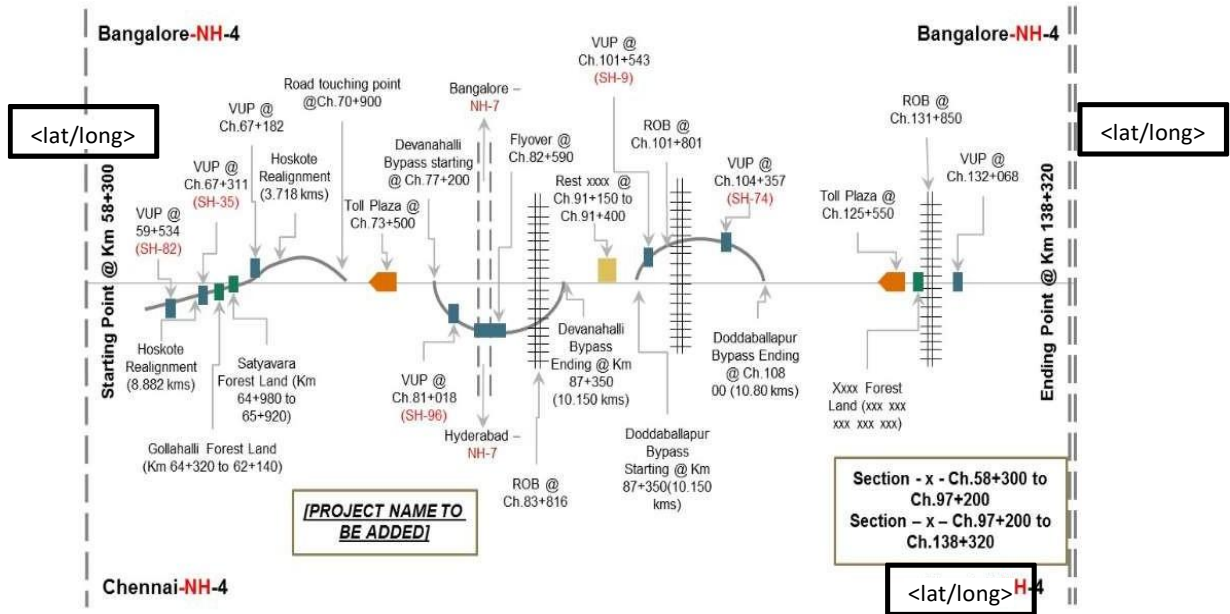 Bangalore-NH-4
Bangalore-NH-4
<lat/long>
<lat/long>
Starting Point @ Km 58+300
VUP @
59+534
(SH-82)
VUP @
Ch.67+311
(SH-35)
VUP @
Ch.67+182
Hoskote
Realignment
(3.718 kms)
Road touching point
@Ch.70+900
Toll Plaza @
Ch.73+500
Devanahalli
Bypass starting
@ Ch.77+200
Bangalore –
NH-7
Flyover @
Ch.82+590
VUP @
Ch.101+543
(SH-9)
Rest xxxx @
Ch.91+150 to
Ch.91+400
ROB @
Ch.101+801
VUP @
Ch.104+357
(SH-74)
ROB @
Ch.131+850
Toll Plaza @
Ch.125+550
VUP @
Ch.132+068
Ending Point @ Km 138+320
Hoskote
Realignment
(8.882 kms)
Satyavara
Forest Land (Km
64+980 to
65+920)
Gollahalli Forest Land
(Km 64+320 to 62+140)
VUP @
Ch.81+018
(SH-96)
Hyderabad –
NH-7
ROB @
Ch.83+816
Devanahalli
Bypass
Ending @ Km
87+350
(10.150 kms)
Doddaballapur
Bypass
Starting @ Km
87+350(10.150
kms)
Doddaballapur
Bypass Ending
@ Ch.108
00 (10.80 kms)
Xxxx Forest
Land (xxx xxx
xxx xxx xxx)
[PROJECT NAME TO
BE ADDED]
Section - x - Ch.58+300 to
Ch.97+200
Section – x – Ch.97+200 to
Ch.138+320
Chennai-NH-4
<lat/long> H-4